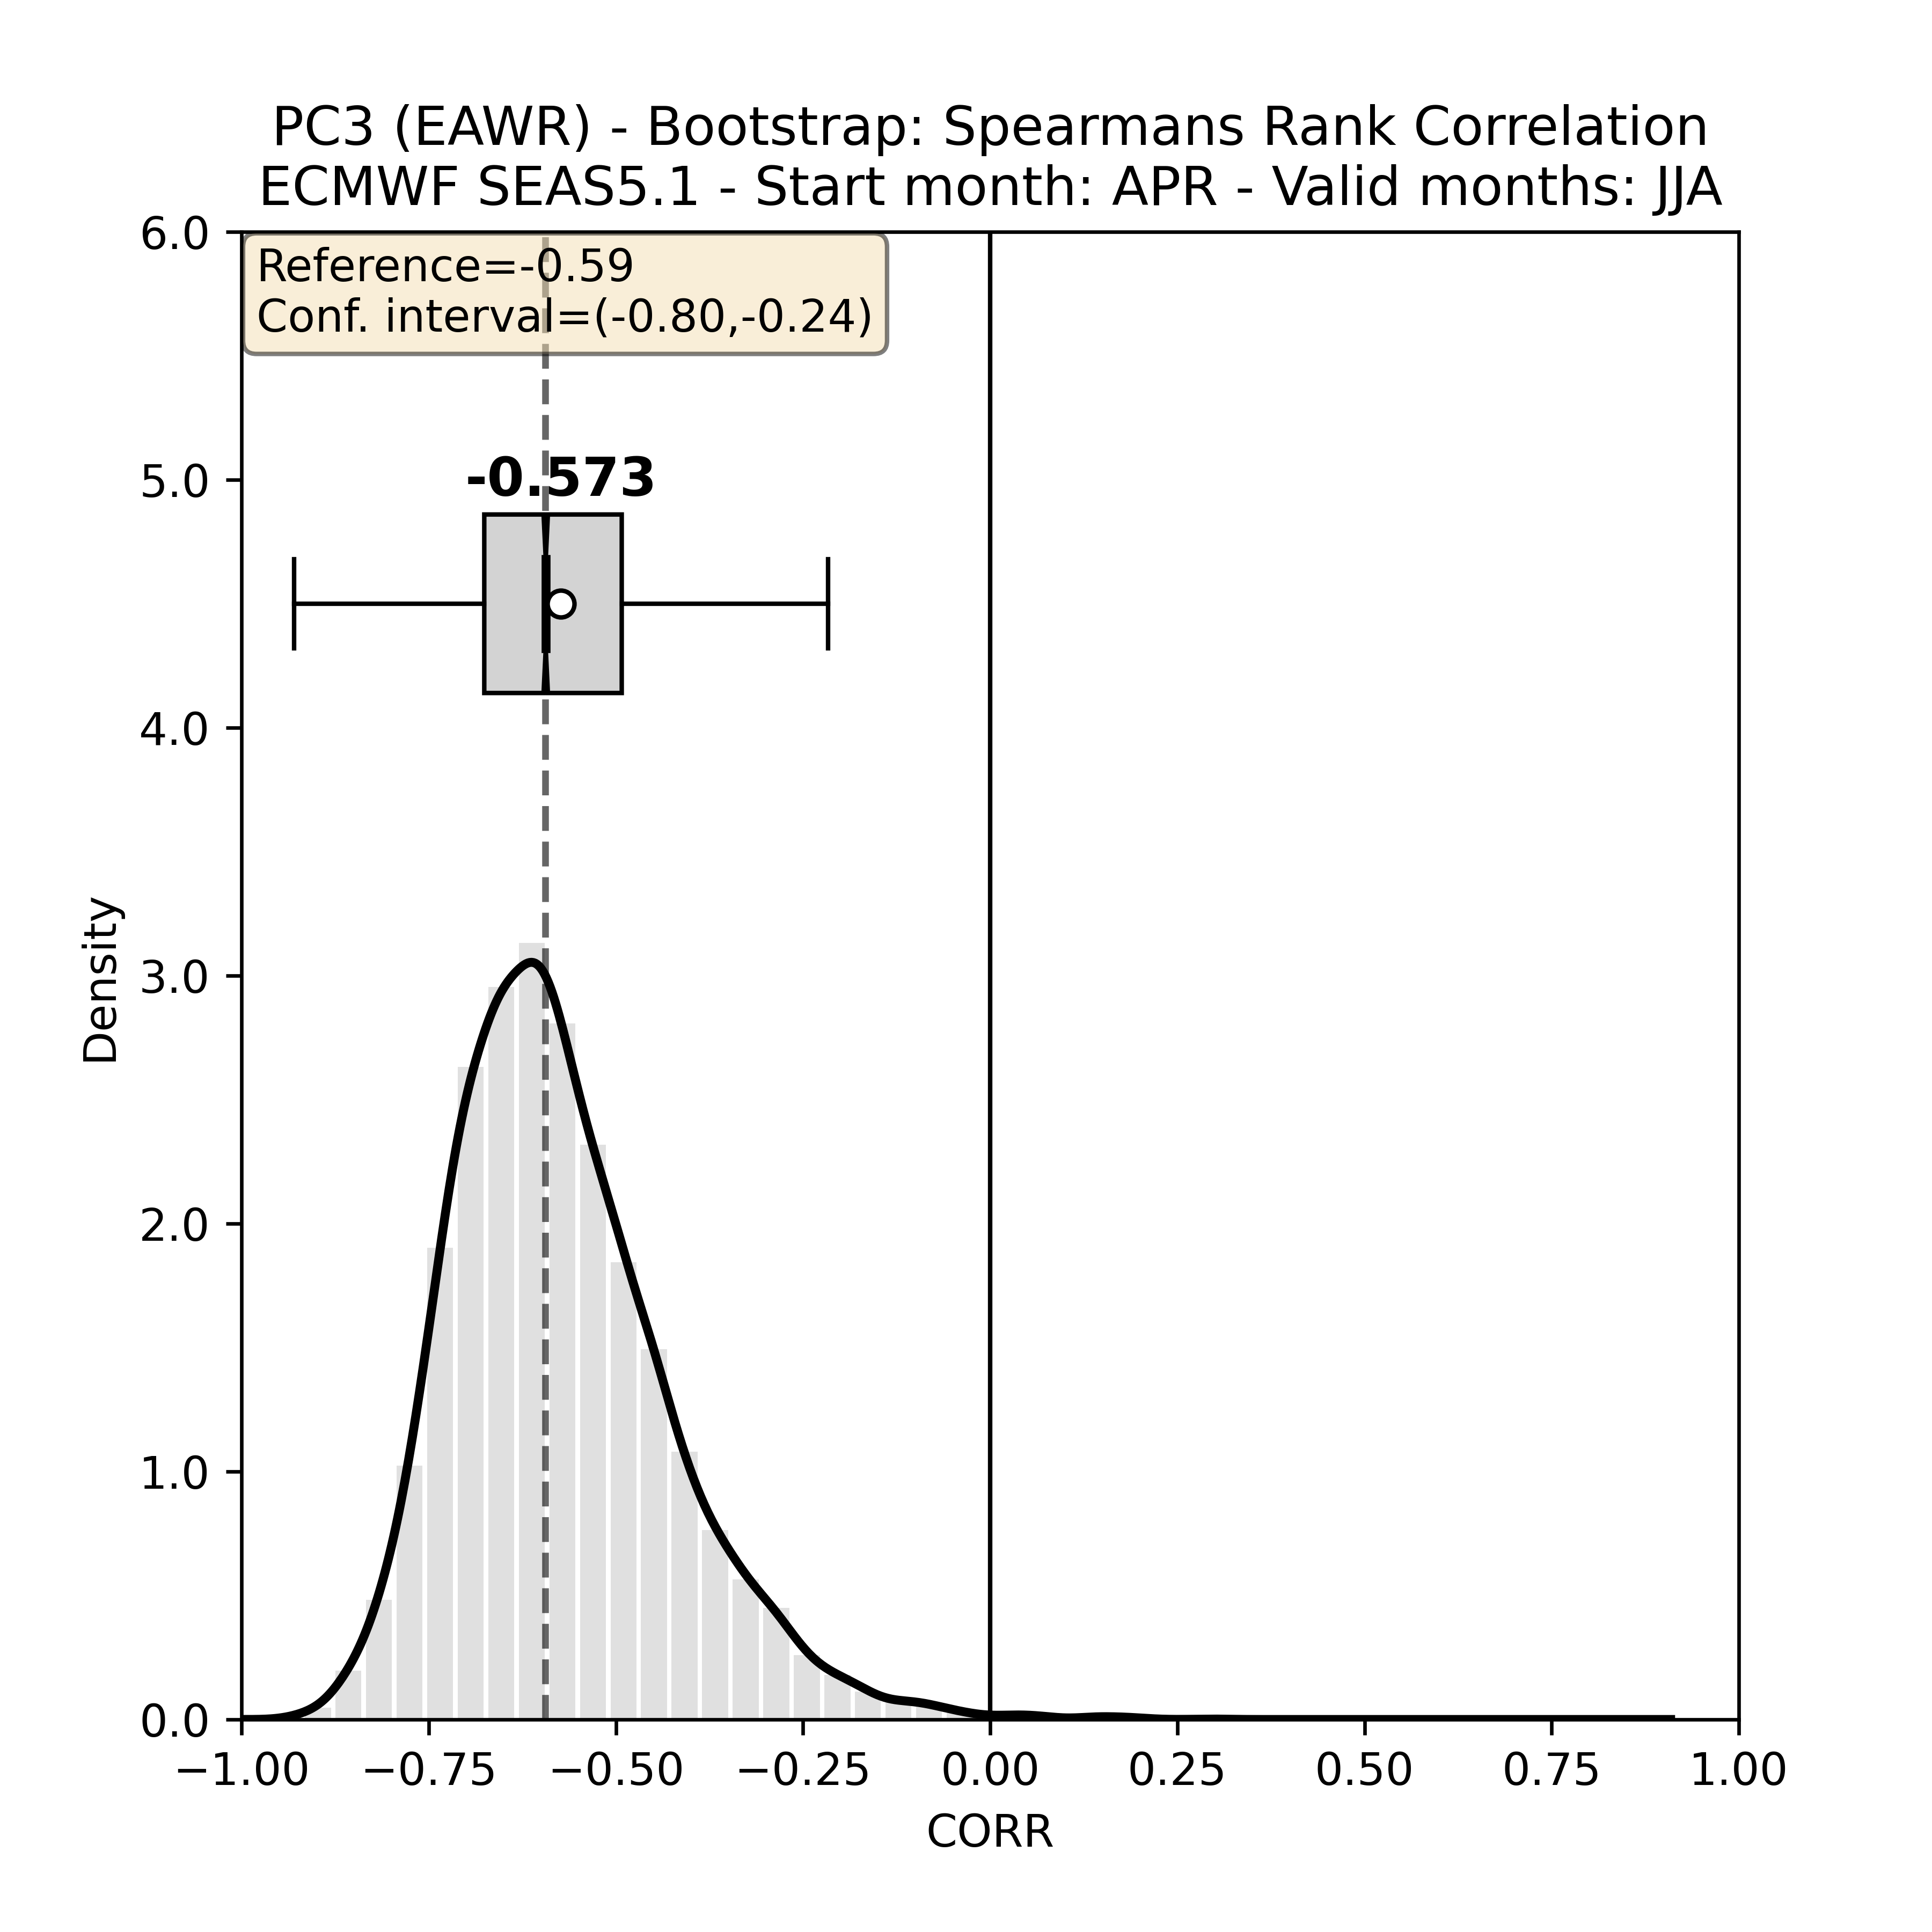 PC3 (EAWR) - Bootstrap: Spearmans Rank Correlation
ECMWF SEAS5.1 - Start month: APR - Valid months: JJA
Reference=-0.59
Conf. interval=(-0.80,-0.24)
-0.573
6.0
5.0
4.0
3.0
2.0
1.0
0.0
Density
−1.00 −0.75 −0.50 −0.25 0.00 0.25 0.50 0.75 1.00
CORR